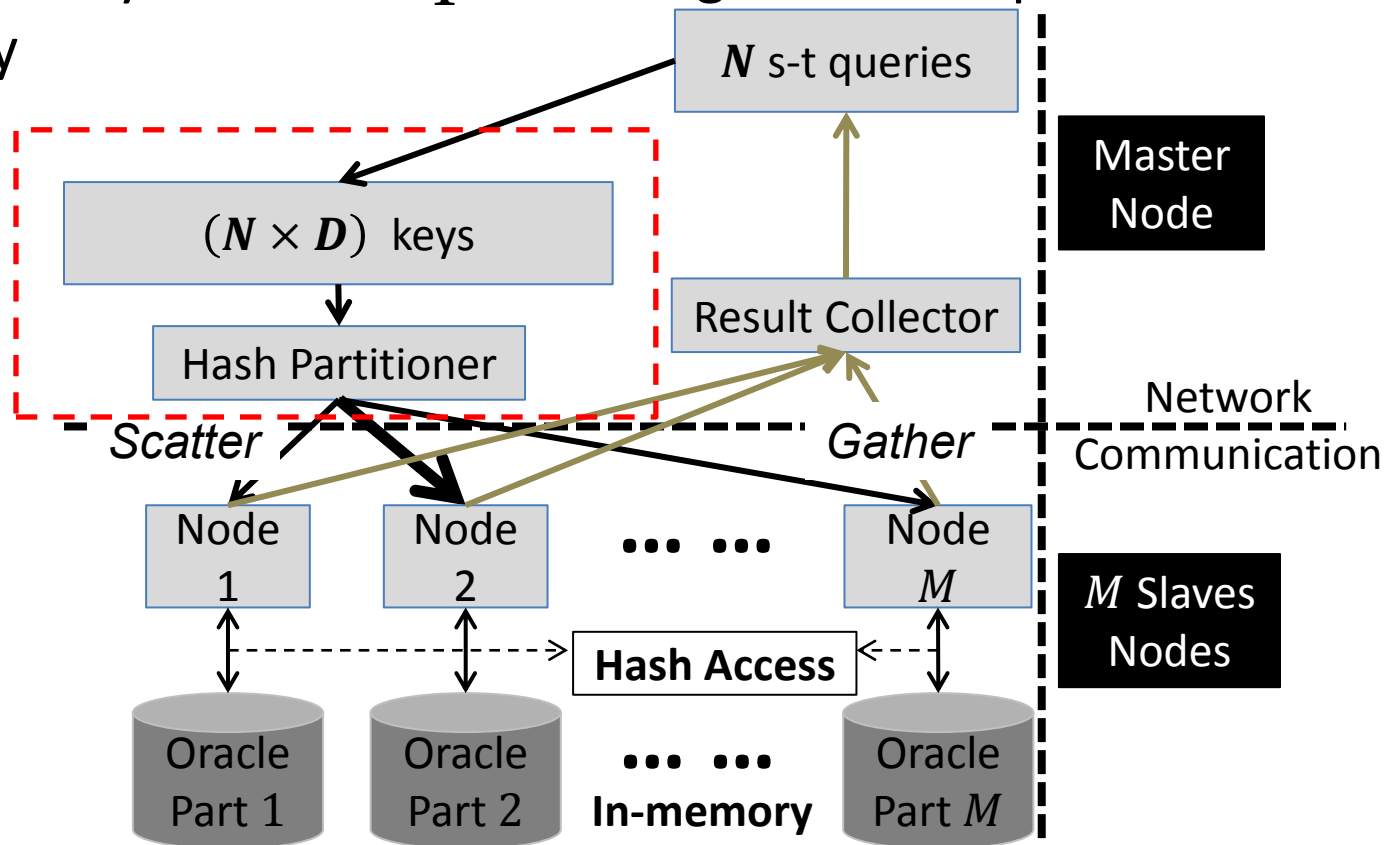 y
N s-t queries
Master
Node
(N × D) keys
Result Collector
Hash Partitioner
Network
Scatter
Gather
Communication
Node
1
Node
2
... ...
Node
M
M Slaves
Nodes
Hash Access
Oracle
Part 1
Oracle
Part 2
... ...
In-memory
Oracle
Part M